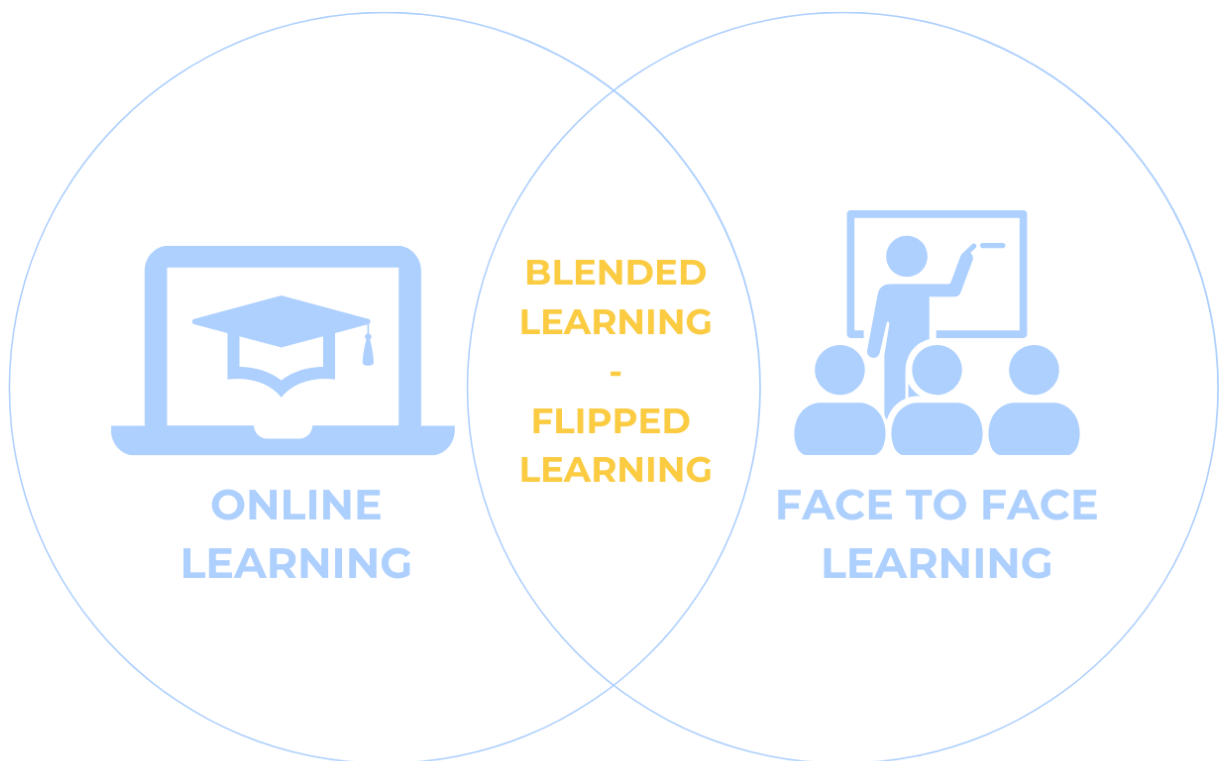 BLENDED
LEARNING
-
FLIPPED
LEARNING
ONLINE
LEARNING
FACE TO FACE
LEARNING